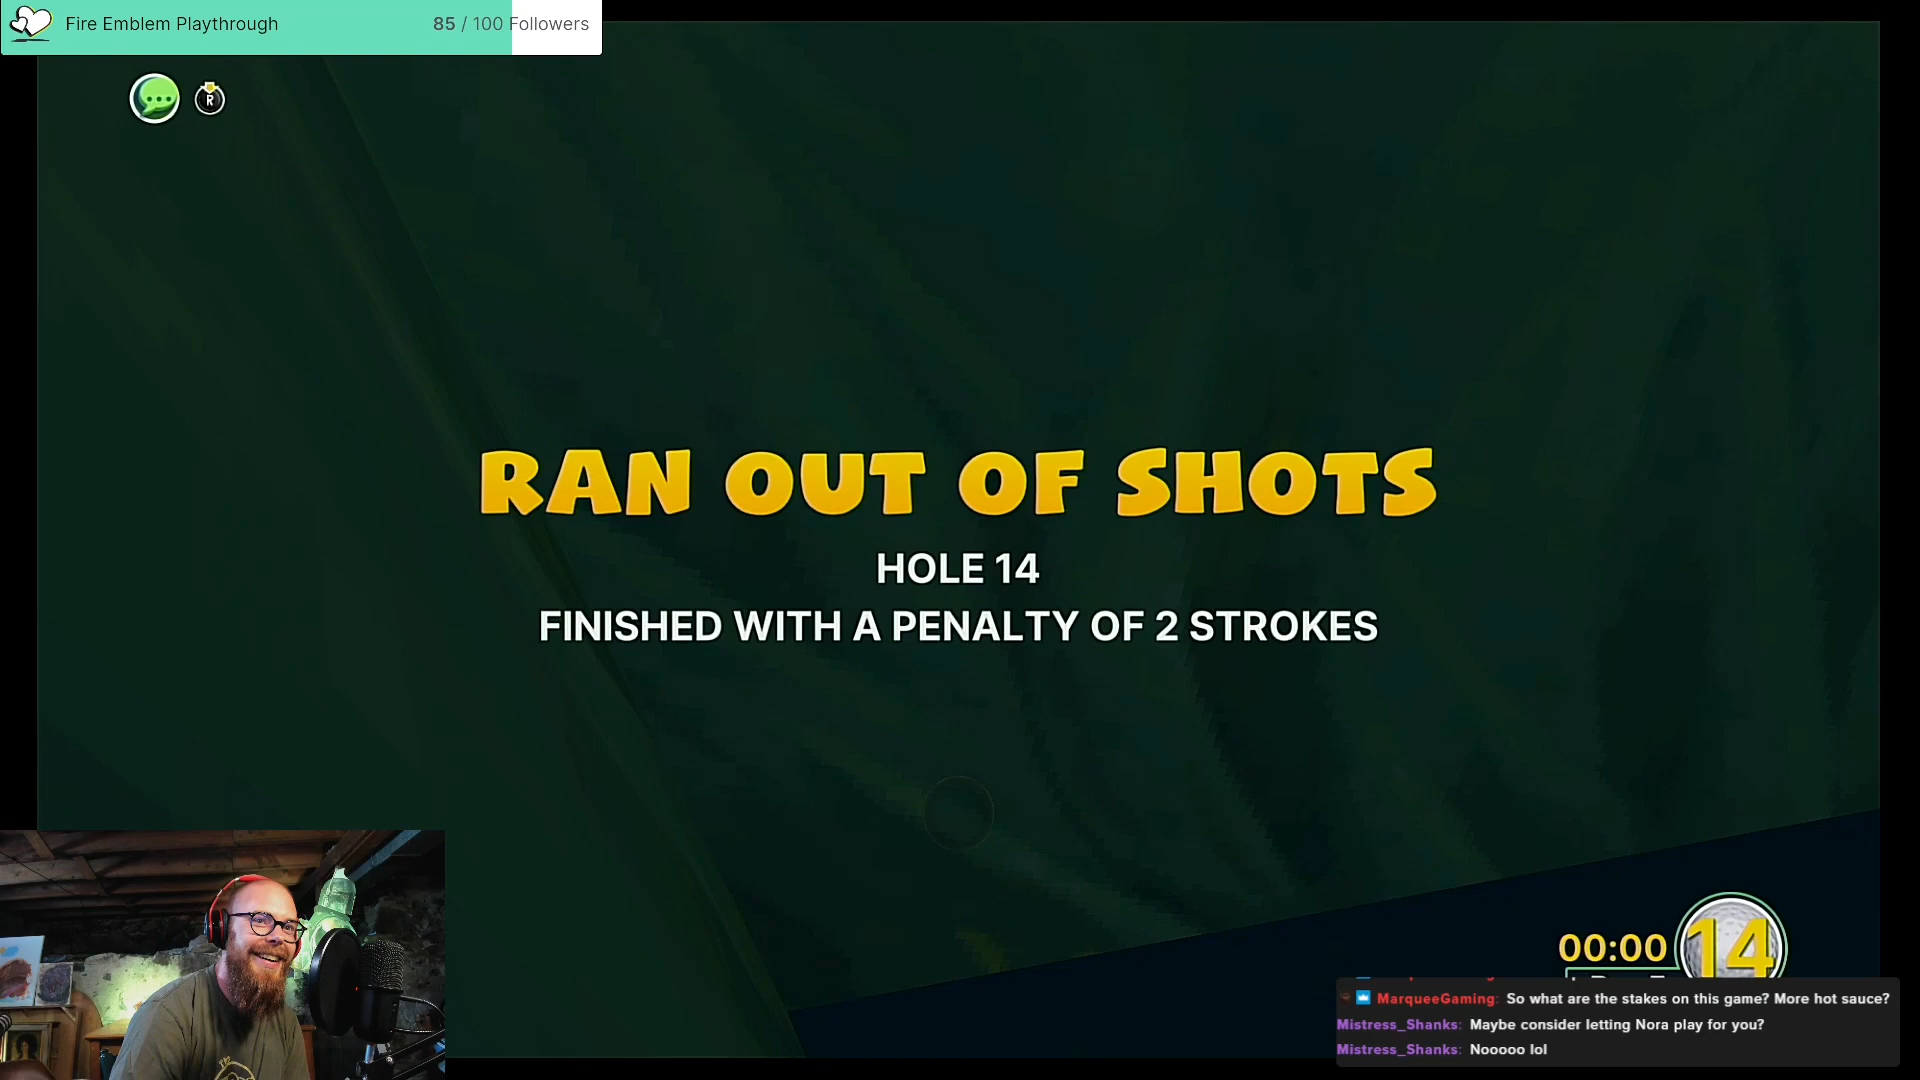 Fire Emblem Playthrough
85 / 100 Followers
R
RAN OUT OF SHOTS
HOLE 14
FINISHED WITH A PENALTY OF 2 STROKES
00:00
14
MarqueeGaming: So what are the stakes on this game? More hot sauce?
Mistress_Shanks: Maybe consider letting Nora play for you?
Mistress_Shanks: Nooooo lol